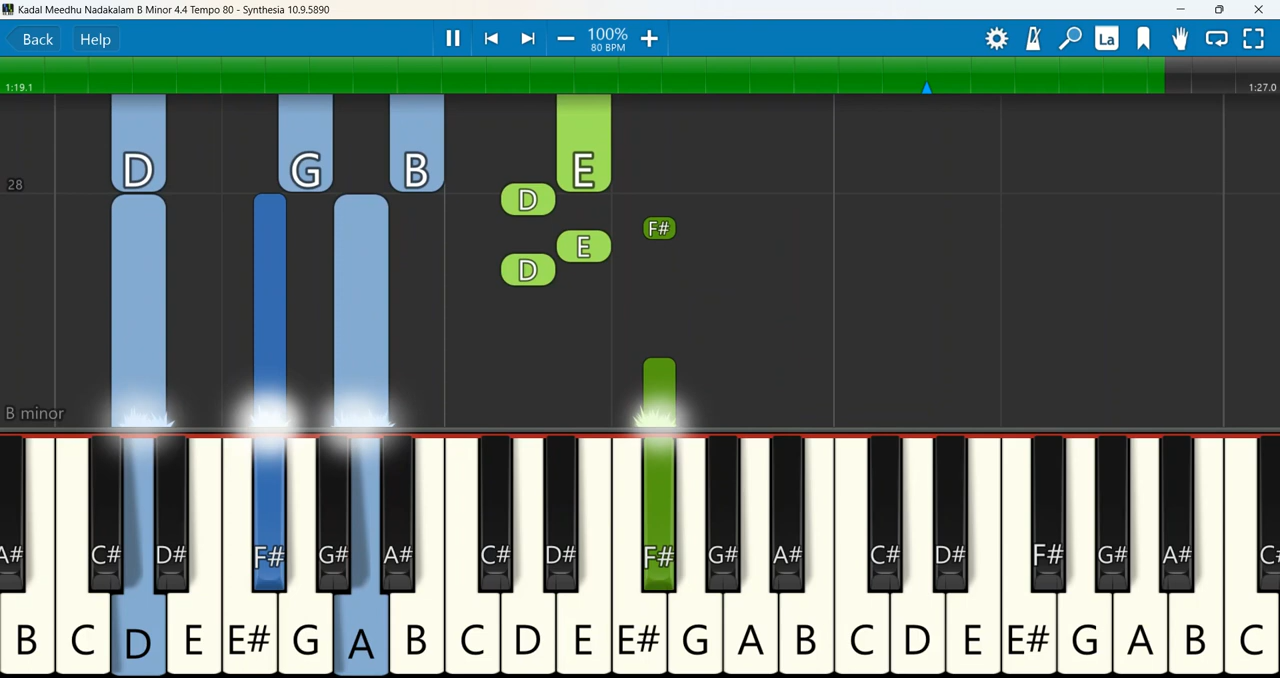 Kadal Meedhu Nadakalam B Minor 4.4 Tempo 80 - Synthesia 10.9.5890
Back Help 100% La
80 BPM
1:19.1 1:27.0
D G B E
28 D
F#
E
D
B minor
A# C# D# F# G# A# C# D# F# G# A# C# D# F# G# A#
B C D E E# G A B C D E E# G A B C D E E# G A B C